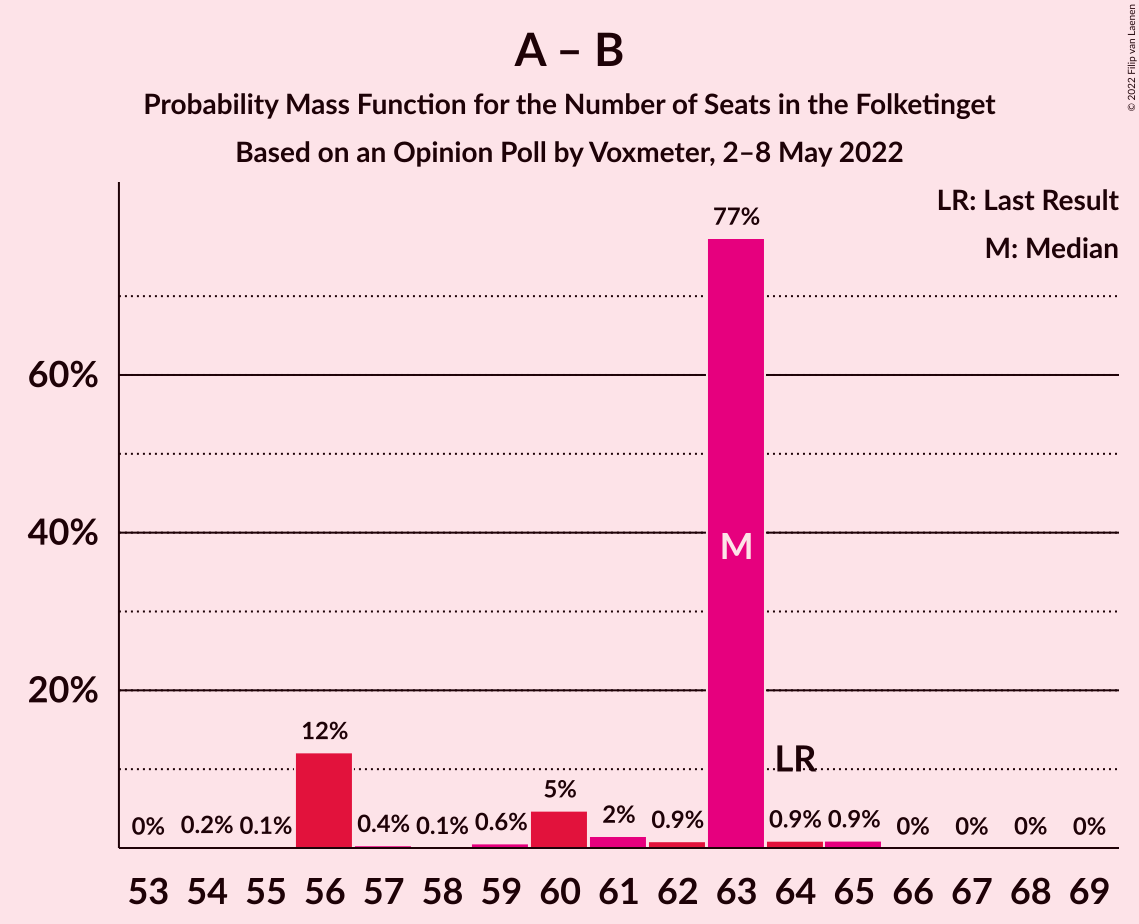 A – B
Probability Mass Function for the Number of Seats in the Folketinget
Based on an Opinion Poll by Voxmeter, 2–8 May 2022
© 2022 Filip van Laenen
LR: Last Result
M: Median
77%
60%
40%
M
20%
12%
LR
5%
0% 0.2% 0.1% 0.4% 0.1% 0.6% 2% 0.9% 0.9% 0.9% 0% 0% 0% 0%
53 54 55 56 57 58 59 60 61 62 63 64 65 66 67 68 69